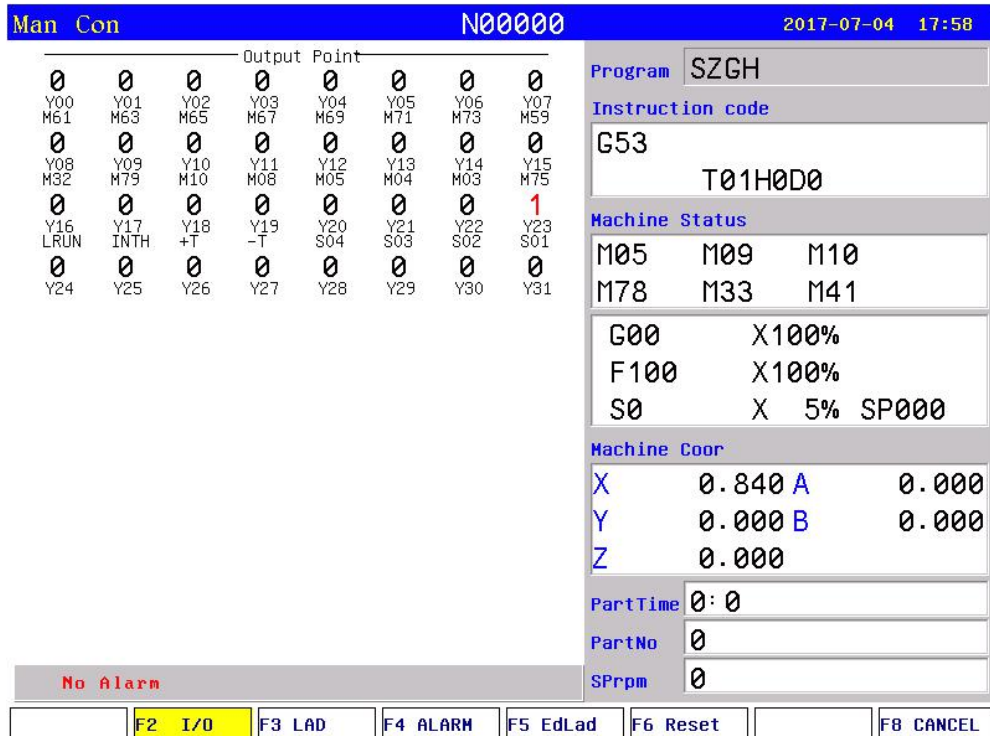 Man Con N00000 2017-07-04 17:58
Output Point
0 0 0 0 0 0 0 0
Y00 Y01 Y02 Y03 Y04 Y05 Y06 Y07
M61 M63 M65 M67 M69 M71 M73 M59
0 0 0 0 0 0 0 0
Y08 Y09 Y10 Y11 Y12 Y13 Y14 Y15
M32 M79 M10 M08 M05 M04 M03 M75
0 0 0 0 0 0 0 1
Y16 Y17 Y18 Y19 Y20 Y21 Y22 Y23
LRUN INTH +T -T S04 S03 S02 S01
0 0 0 0 0 0 0 0
Y24 Y25 Y26 Y27 Y28 Y29 Y30 Y31
No Alarm
Program SZGH
Instruction code
G53
T01H0D0
Machine Status
M05 M09 M10
M78 M33 M41
G00 X100%
F100 X100%
S0 X 5% SP000
Machine Coor
X 0.840 A 0.000
Y 0.000 B 0.000
Z 0.000
PartTime 0: 0
PartNo 0
SPrpm 0
F2 I/O F3 LAD F4 ALARM F5 EdLad F6 Reset F8 CANCEL